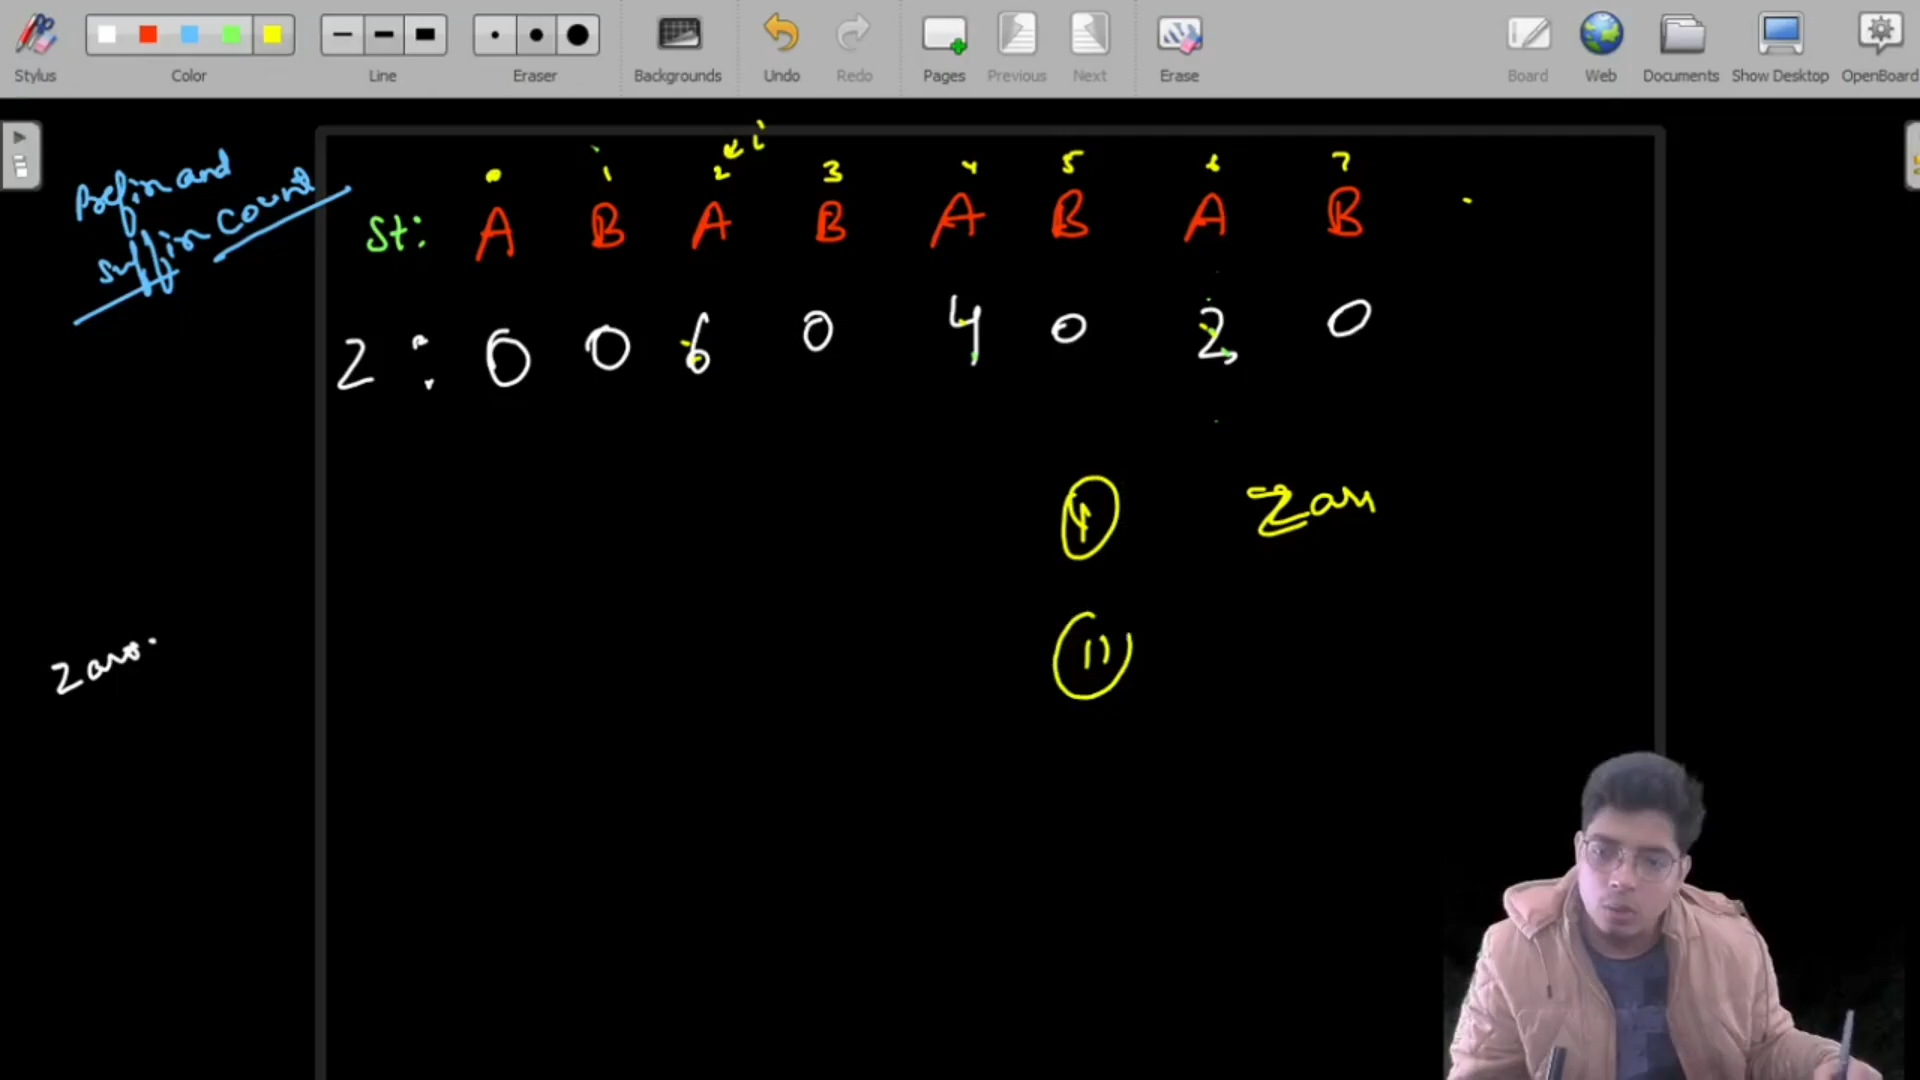 Stylus Color Line Eraser Backgrounds Undo Redo Pages Previous Next Erase Board Web Documents Show Desktop OpenBoard
Prefix and
suffix count
i
0 1 2 3 4 5 6 7
St: A B A B A B A B
Z : 0 0 6 0 4 0 2 0
I Z arr
II
Z arr